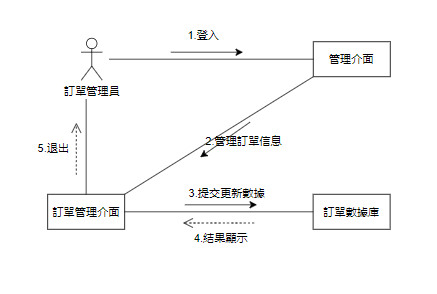 1.登入
管理介面
訂單管理員
2.管理訂單信息
5.退出
3.提交更新數據
訂單管理介面
訂單數據庫
4.結果顯示